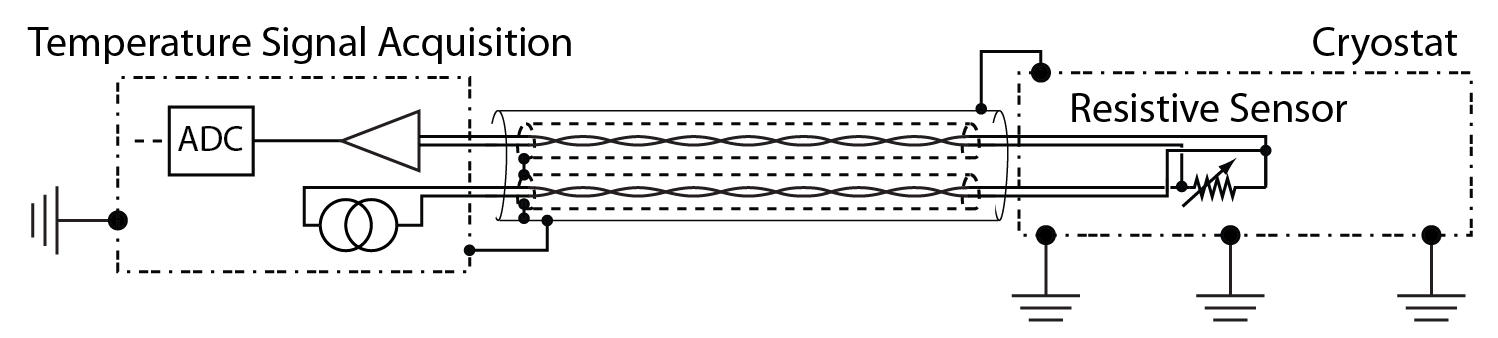 Temperature Signal Acquisition
Cryostat
Resistive Sensor
ADC